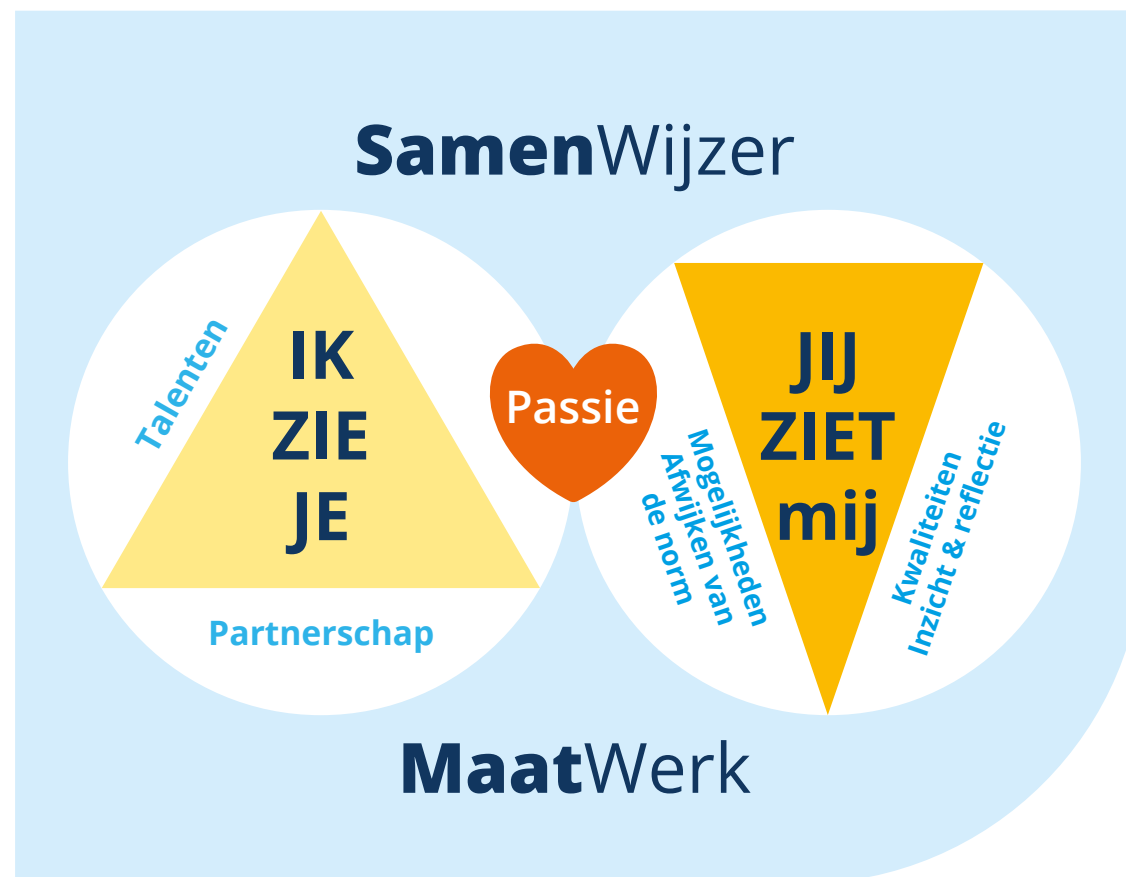 SamenWijzer
Talenten
IK
ZIE
JE
Partnerschap
Passie
JIJ
ZIET
mij
Mogelijkheden
Afwijken van
de norm
Kwaliteiten
Inzicht & reflectie
MaatWerk